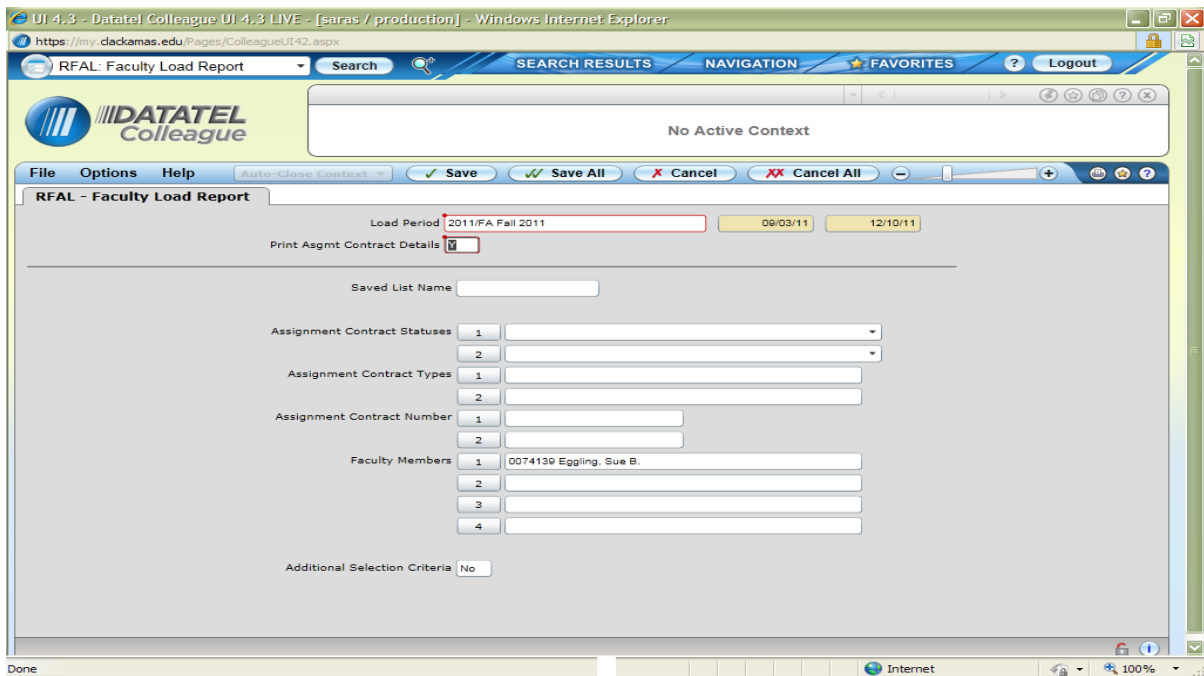 UI 4.3 - Datatel Colleague UI 4.3 LIVE - [saras / production] - Windows Internet Explorer
https://my.clackamas.edu/Pages/ColleagueUI42.aspx
RFAL: Faculty Load Report Search SEARCH RESULTS NAVIGATION FAVORITES ? Logout
DATATEL
Colleague
No Active Context
File Options Help Auto-Close Context Save Save All Cancel Cancel All
RFAL - Faculty Load Report
Load Period 2011/FA Fall 2011 09/03/11 12/10/11
Print Asgmt Contract Details Y
Saved List Name
Assignment Contract Statuses 1
2
Assignment Contract Types 1
2
Assignment Contract Number 1
2
Faculty Members 1 0074139 Eggling, Sue B.
2
3
4
Additional Selection Criteria No
Done Internet 100%